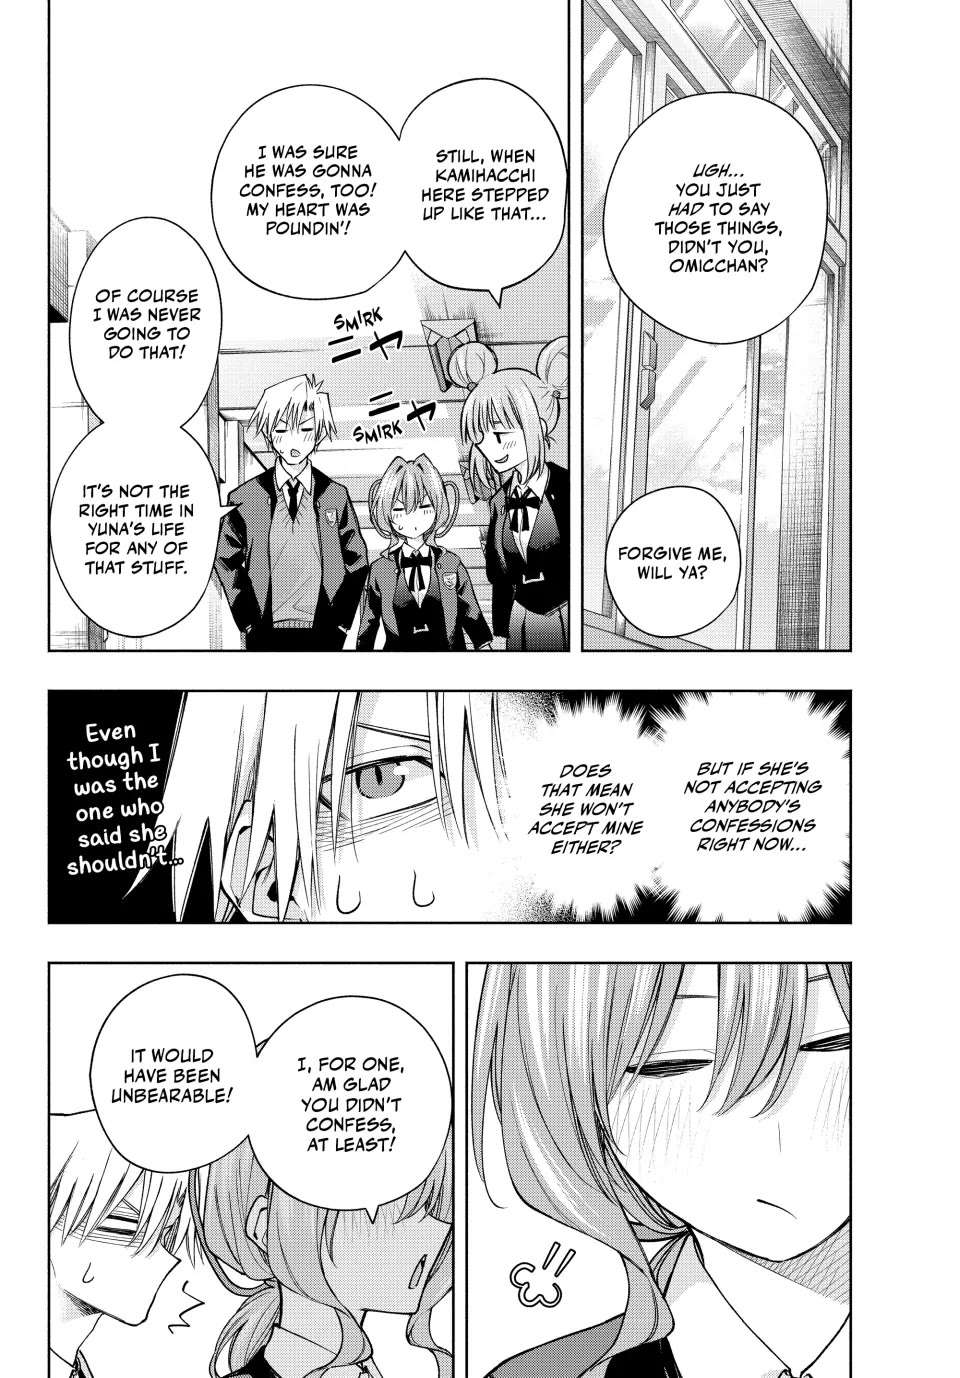 UGH...
YOU JUST
HAD TO SAY
THOSE THINGS,
DIDN'T YOU,
OMICCHAN?
FORGIVE ME,
WILL YA?
STILL, WHEN
KAMIHACCHI
HERE STEPPED
UP LIKE THAT...
I WAS SURE
HE WAS GONNA
CONFESS, TOO!
MY HEART WAS
POUNDIN'!
SMIRK
ニヤ
ニヤ
SMIRK
OF COURSE
I WAS NEVER
GOING TO
DO THAT!
IT'S NOT THE
RIGHT TIME IN
YUNA'S LIFE
FOR ANY OF
THAT STUFF.
BUT IF SHE'S
NOT ACCEPTING
ANYBODY'S
CONFESSIONS
RIGHT NOW...
DOES
THAT MEAN
SHE WON'T
ACCEPT MINE
EITHER?
Even
though I
was the
one who
said she
shouldn't...
I, FOR ONE,
AM GLAD
YOU DIDN'T
CONFESS,
AT LEAST!
IT WOULD
HAVE BEEN
UNBEARABLE!